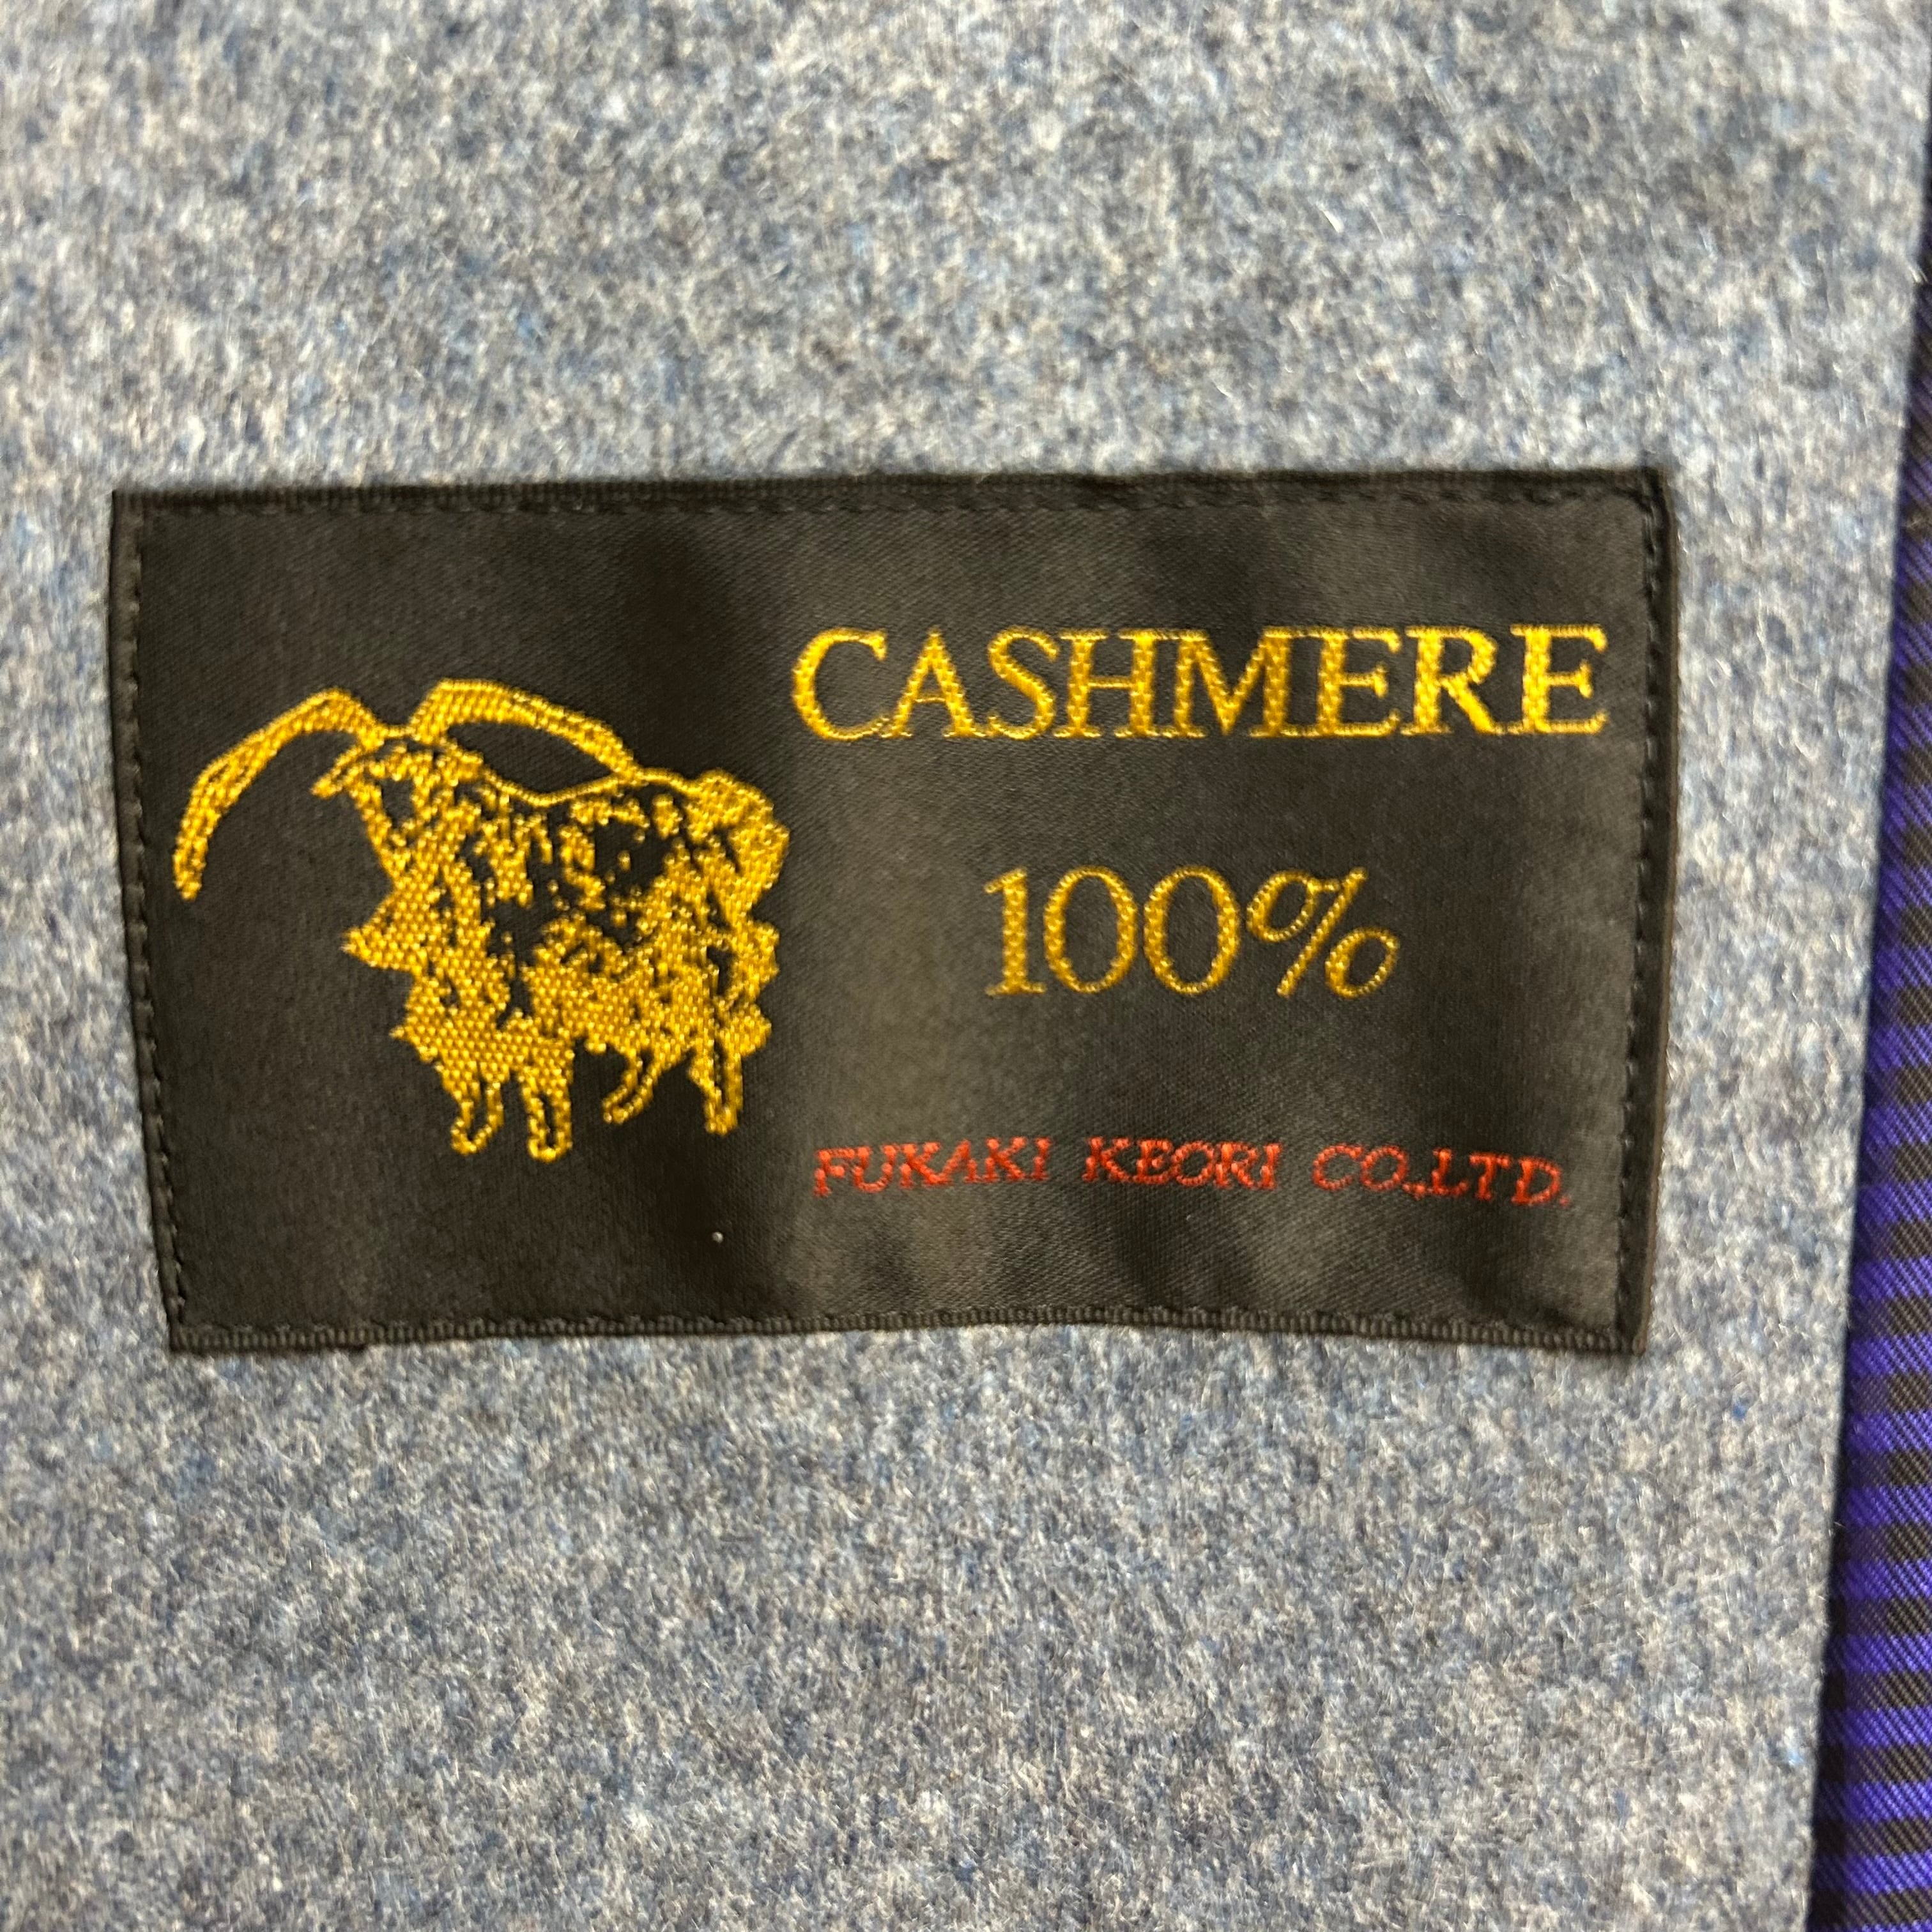 CASHMERE
100%
FUKAKI KEORI CO.,LTD.